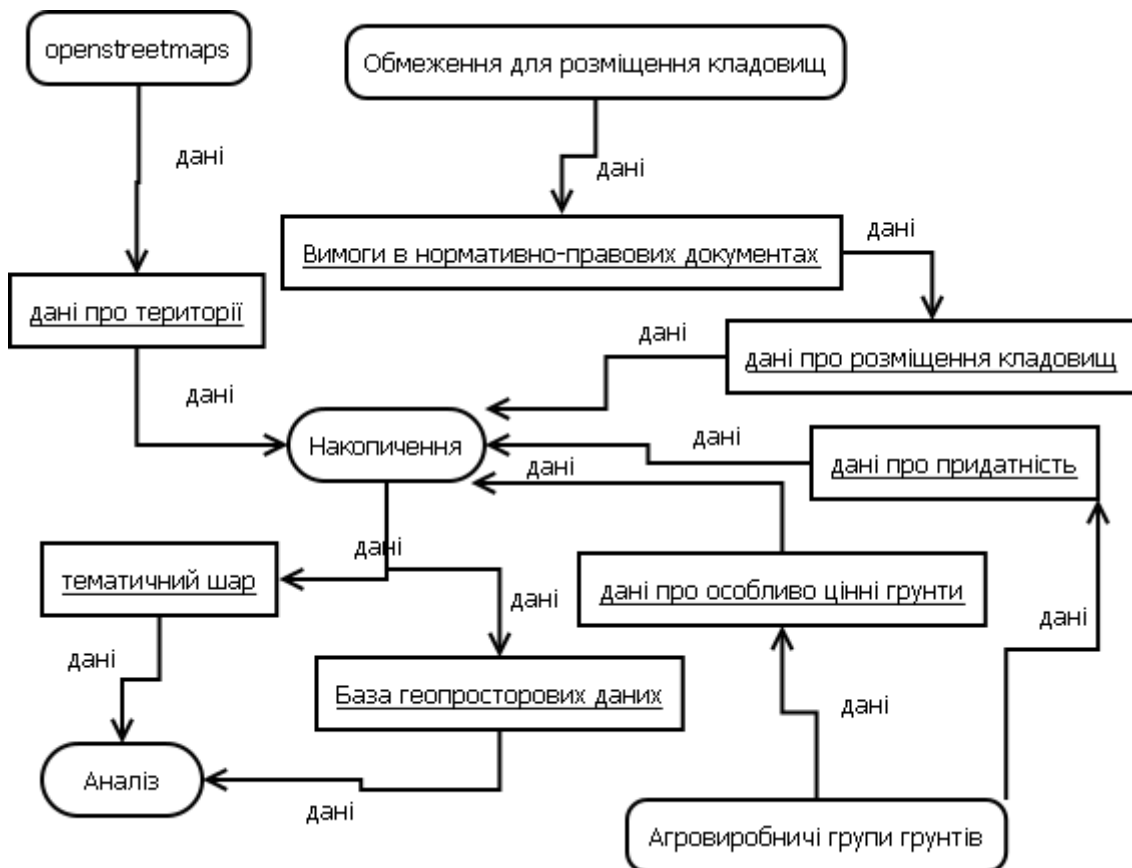 openstreetmaps
Обмеження для розміщення кладовищ
дані
дані
Вимоги в нормативно-правових документах
дані
дані про території
дані
дані про розміщення кладовищ
дані
Накопичення
дані
дані про придатність
дані
дані
тематичний шар
дані про особливо цінні грунти
дані
дані
дані
База геопросторових даних
дані
Аналіз
дані
Агровиробничі групи грунтів